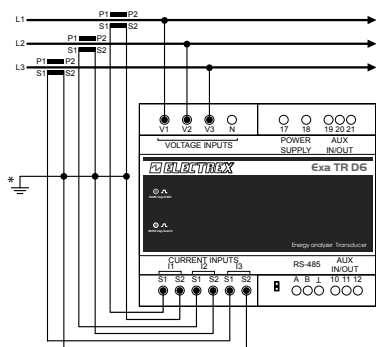 L1
P1 P2
S1 S2
L2
P1 P2
S1 S2
L3
P1 P2
S1 S2
*
V1 V2 V3 N
VOLTAGE INPUTS
17 18
POWER SUPPLY
19 20 21
AUX IN/OUT
ELECTREX
Exa TR D6
Energy analyzer Transducer
CURRENT INPUTS
I1 I2 I3
S1 S2 S1 S2 S1 S2
RS-485
A B ⊥
AUX IN/OUT
10 11 12